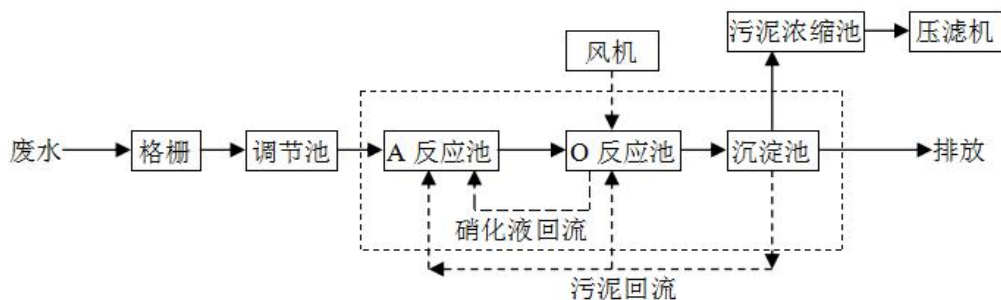 污泥浓缩池
压滤机
风机
废水
格栅
调节池
A 反应池
O 反应池
沉淀池
排放
硝化液回流
污泥回流